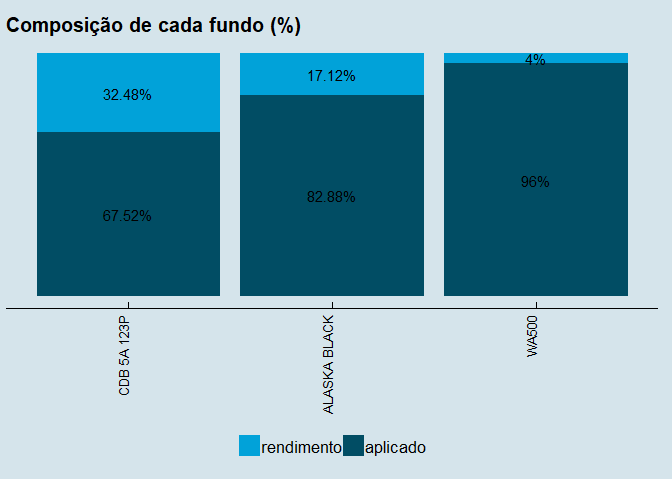 Composição de cada fundo (%)
32.48%
17.12%
4%
67.52%
82.88%
96%
CDB 5A 123P
ALASKA BLACK
WA500
rendimento
aplicado